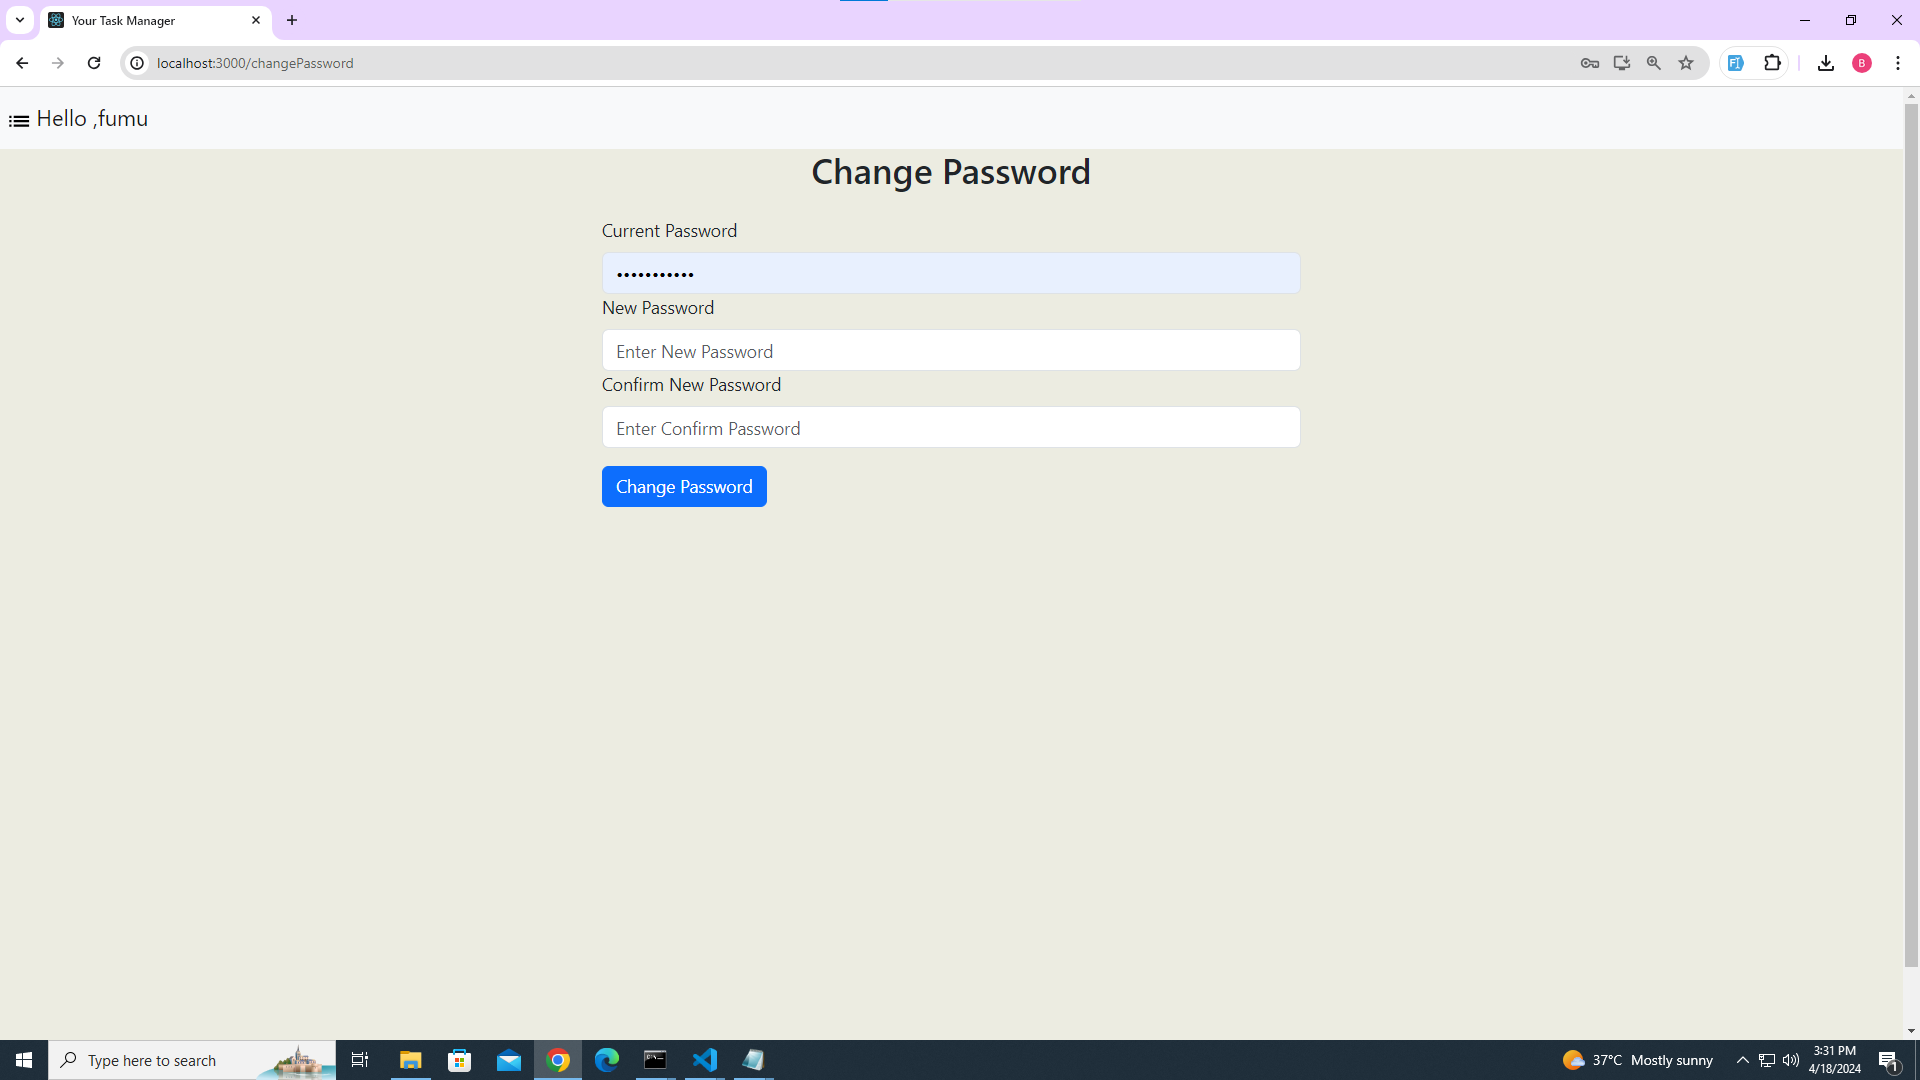 Your Task Manager
localhost:3000/changePassword
B
Hello ,fumu
Change Password
Current Password
•••••••••••
New Password
Enter New Password
Confirm New Password
Enter Confirm Password
Change Password
Type here to search
37°C Mostly sunny
3:31 PM
4/18/2024
1